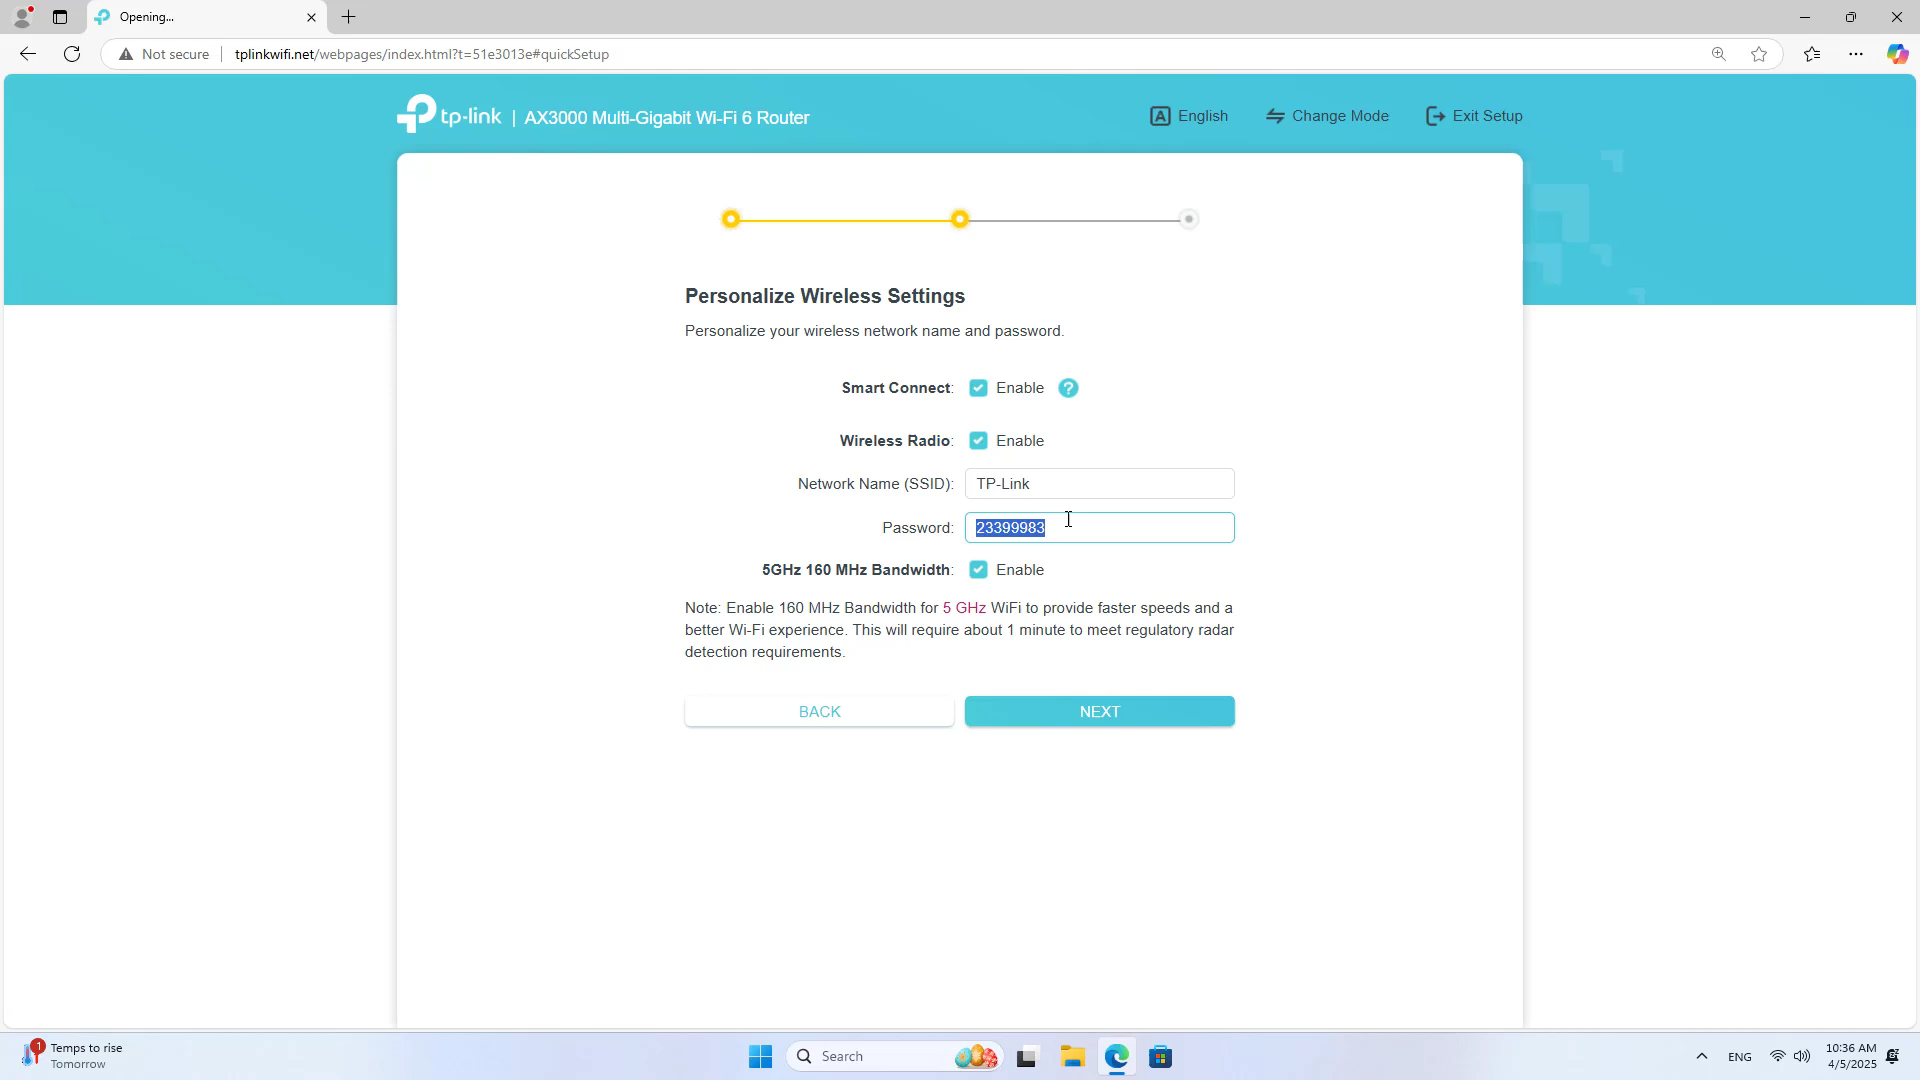 Opening...
Not secure
tplinkwifi.net/webpages/index.html?t=51e3013e#quickSetup
tp-link | AX3000 Multi-Gigabit Wi-Fi 6 Router
A English
Change Mode
Exit Setup
Personalize Wireless Settings
Personalize your wireless network name and password.
Smart Connect: Enable ?
Wireless Radio: Enable
Network Name (SSID): TP-Link
Password: 23399983
5GHz 160 MHz Bandwidth: Enable
Note: Enable 160 MHz Bandwidth for 5 GHz WiFi to provide faster speeds and a
better Wi-Fi experience. This will require about 1 minute to meet regulatory radar
detection requirements.
BACK
NEXT
1
Temps to rise
Tomorrow
Search
ENG
10:36 AM
4/5/2025